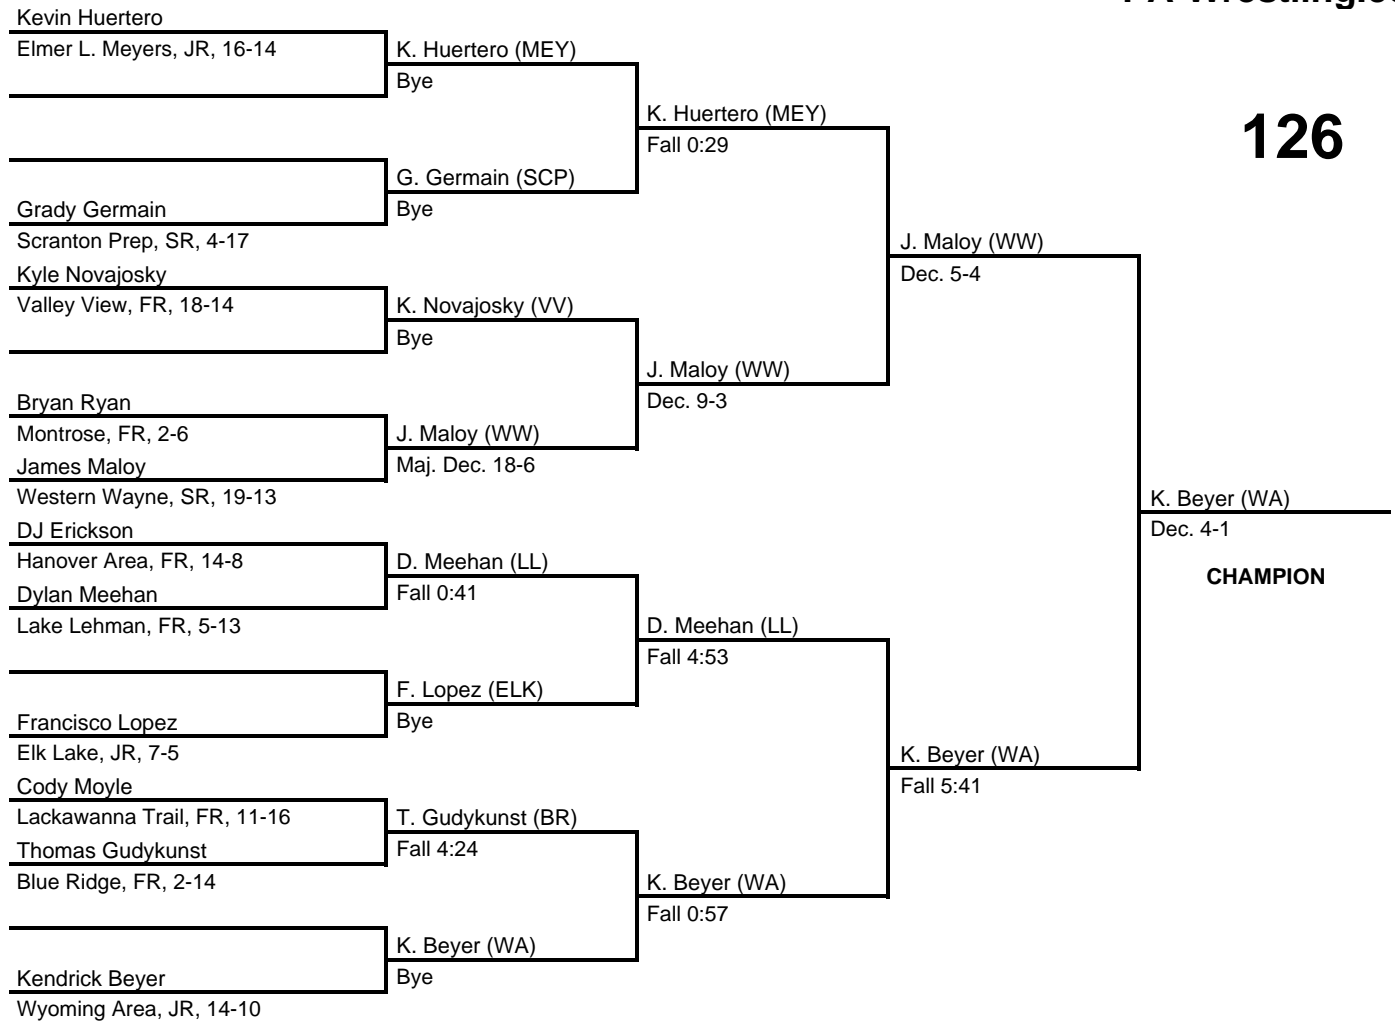 Kevin Huertero
Elmer L. Meyers, JR, 16-14
K. Huertero (MEY)
Bye
K. Huertero (MEY)
Fall 0:29
126
G. Germain (SCP)
Bye
Grady Germain
Scranton Prep, SR, 4-17
J. Maloy (WW)
Dec. 5-4
Kyle Novajosky
Valley View, FR, 18-14
K. Novajosky (VV)
Bye
J. Maloy (WW)
Dec. 9-3
Bryan Ryan
Montrose, FR, 2-6
J. Maloy (WW)
Maj. Dec. 18-6
James Maloy
Western Wayne, SR, 19-13
K. Beyer (WA)
Dec. 4-1
CHAMPION
DJ Erickson
Hanover Area, FR, 14-8
D. Meehan (LL)
Fall 0:41
Dylan Meehan
Lake Lehman, FR, 5-13
D. Meehan (LL)
Fall 4:53
F. Lopez (ELK)
Bye
Francisco Lopez
Elk Lake, JR, 7-5
K. Beyer (WA)
Fall 5:41
Cody Moyle
Lackawanna Trail, FR, 11-16
T. Gudykunst (BR)
Fall 4:24
Thomas Gudykunst
Blue Ridge, FR, 2-14
K. Beyer (WA)
Fall 0:57
K. Beyer (WA)
Bye
Kendrick Beyer
Wyoming Area, JR, 14-10